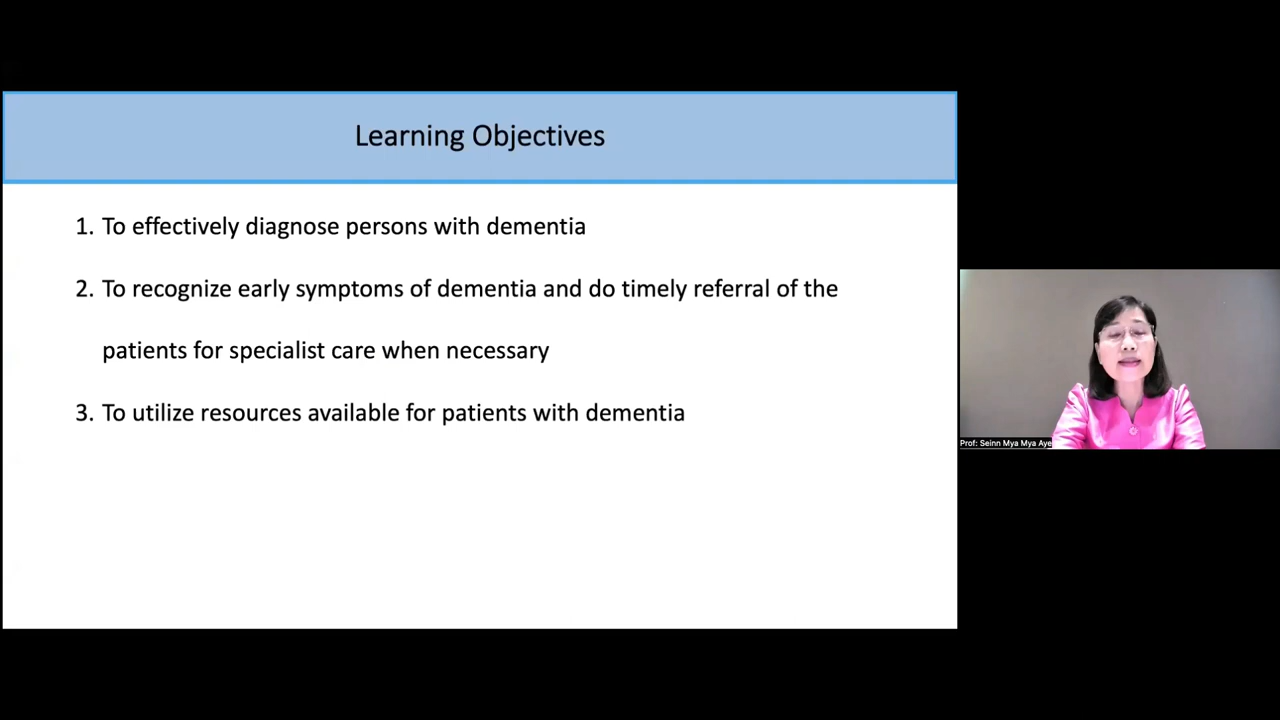 Learning Objectives
1. To effectively diagnose persons with dementia
2. To recognize early symptoms of dementia and do timely referral of the
patients for specialist care when necessary
3. To utilize resources available for patients with dementia
Prof: Seinn Mya Mya Aye